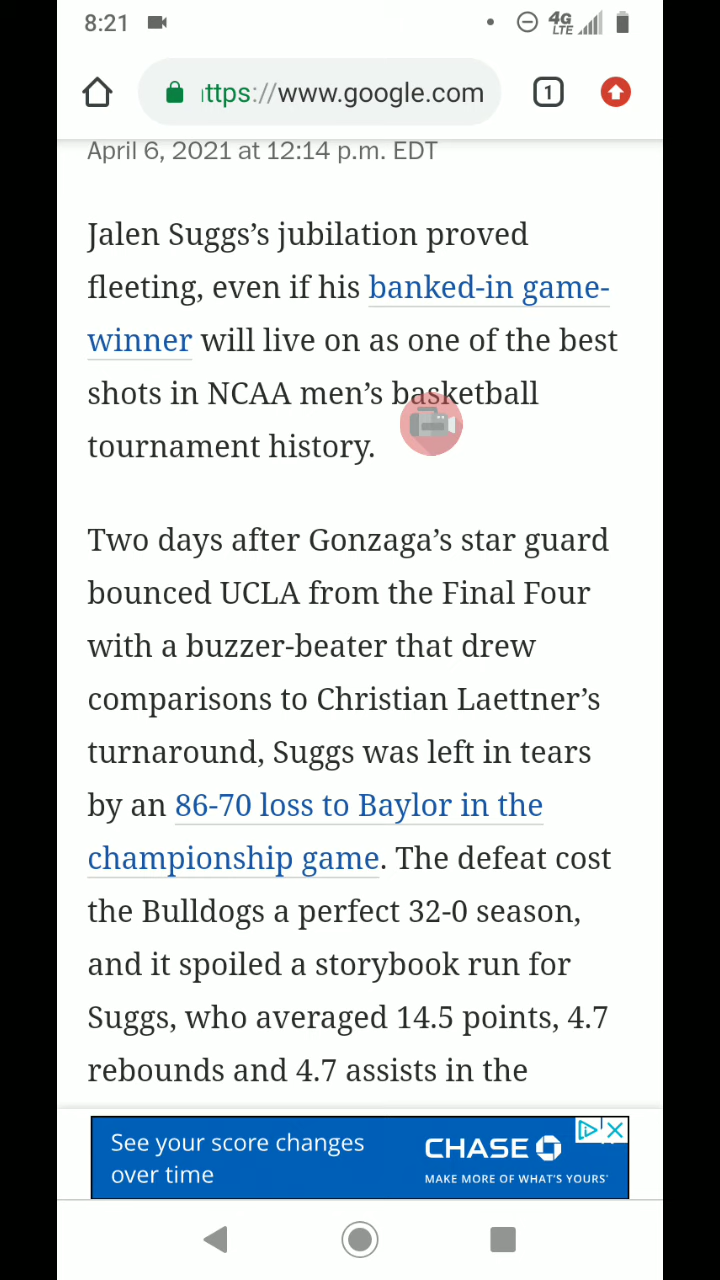 8:21
4G
LTE
ttps://www.google.com
1
April 6, 2021 at 12:14 p.m. EDT
Jalen Suggs’s jubilation proved
fleeting, even if his banked-in game-
winner will live on as one of the best
shots in NCAA men’s basketball
tournament history.
Two days after Gonzaga’s star guard
bounced UCLA from the Final Four
with a buzzer-beater that drew
comparisons to Christian Laettner’s
turnaround, Suggs was left in tears
by an 86-70 loss to Baylor in the
championship game. The defeat cost
the Bulldogs a perfect 32-0 season,
and it spoiled a storybook run for
Suggs, who averaged 14.5 points, 4.7
rebounds and 4.7 assists in the
See your score changes
over time
CHASE
MAKE MORE OF WHAT’S YOURS